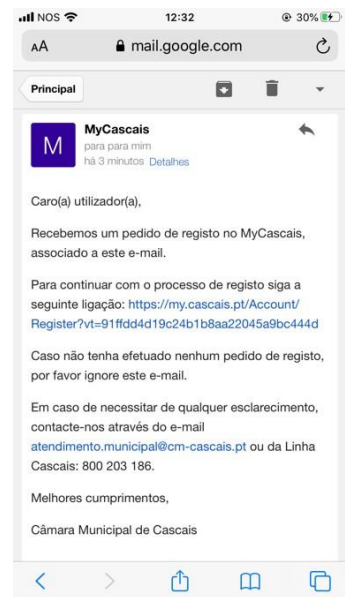 NOS 12:32 30%
AA mail.google.com
Principal
M MyCascais
para para mim
há 3 minutos Detalhes
Caro(a) utilizador(a),
Recebemos um pedido de registo no MyCascais,
associado a este e-mail.
Para continuar com o processo de registo siga a
seguinte ligação: https://my.cascais.pt/Account/
Register?vt=91ffdd4d19c24b1b8aa22045a9bc444d
Caso não tenha efetuado nenhum pedido de registo,
por favor ignore este e-mail.
Em caso de necessitar de qualquer esclarecimento,
contacte-nos através do e-mail
atendimento.municipal@cm-cascais.pt ou da Linha
Cascais: 800 203 186.
Melhores cumprimentos,
Câmara Municipal de Cascais